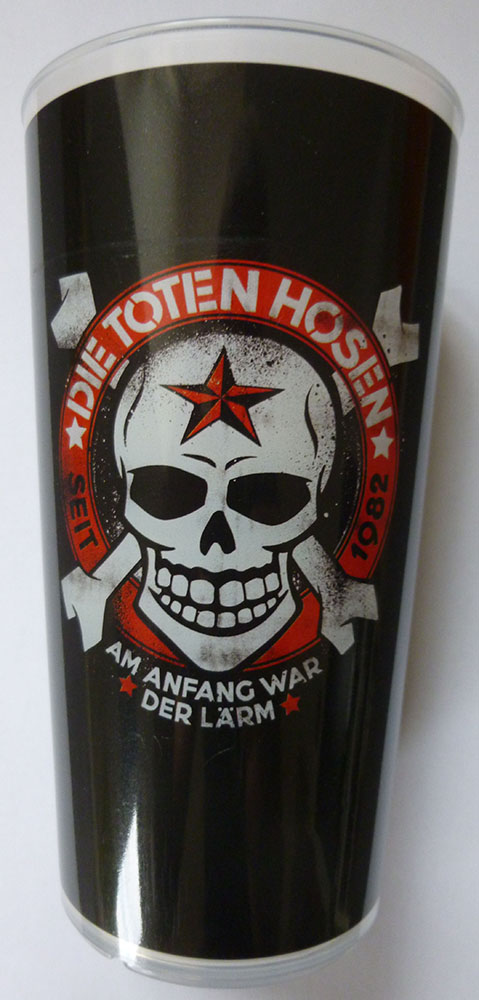 DIE TOTEN HOSEN
SEIT 1982
AM ANFANG WAR
DER LÄRM